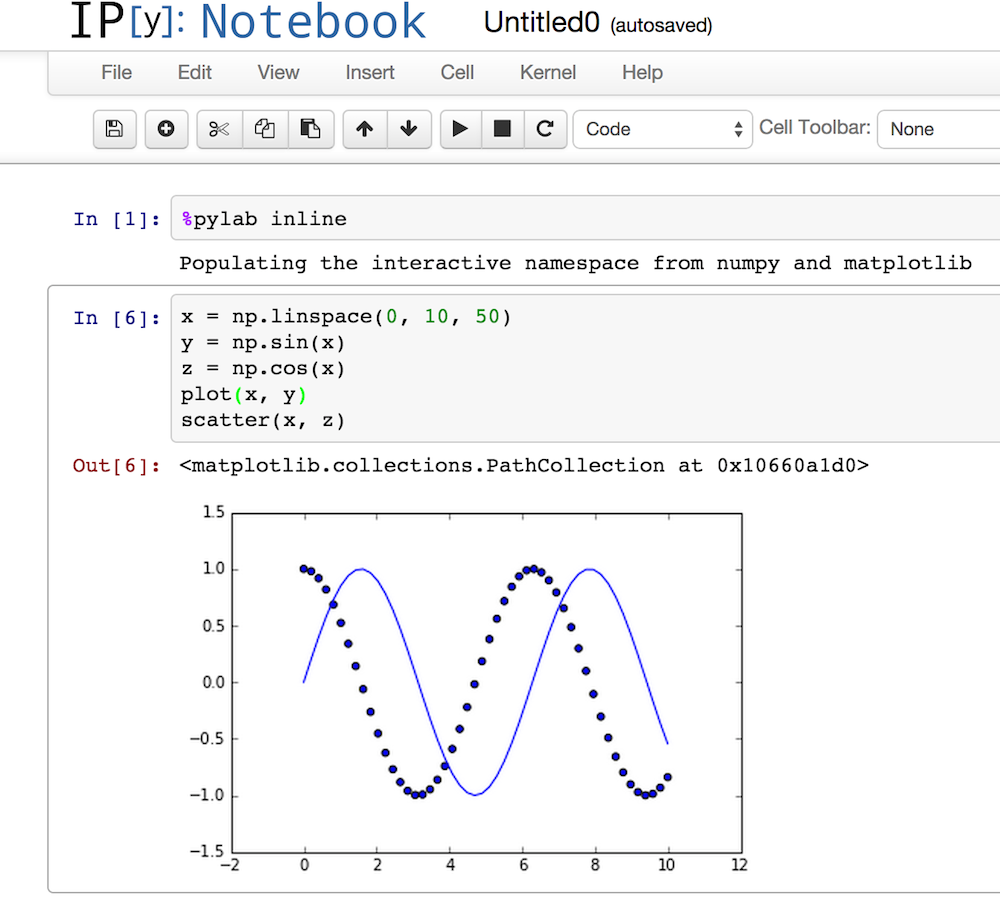 IP[y]: Notebook Untitled0 (autosaved)
File Edit View Insert Cell Kernel Help
Code Cell Toolbar: None
In [1]: %pylab inline
Populating the interactive namespace from numpy and matplotlib
In [6]: x = np.linspace(0, 10, 50)
y = np.sin(x)
z = np.cos(x)
plot(x, y)
scatter(x, z)
Out[6]: <matplotlib.collections.PathCollection at 0x10660a1d0>
1.5
1.0
0.5
0.0
−0.5
−1.0
−1.5
−2 0 2 4 6 8 10 12